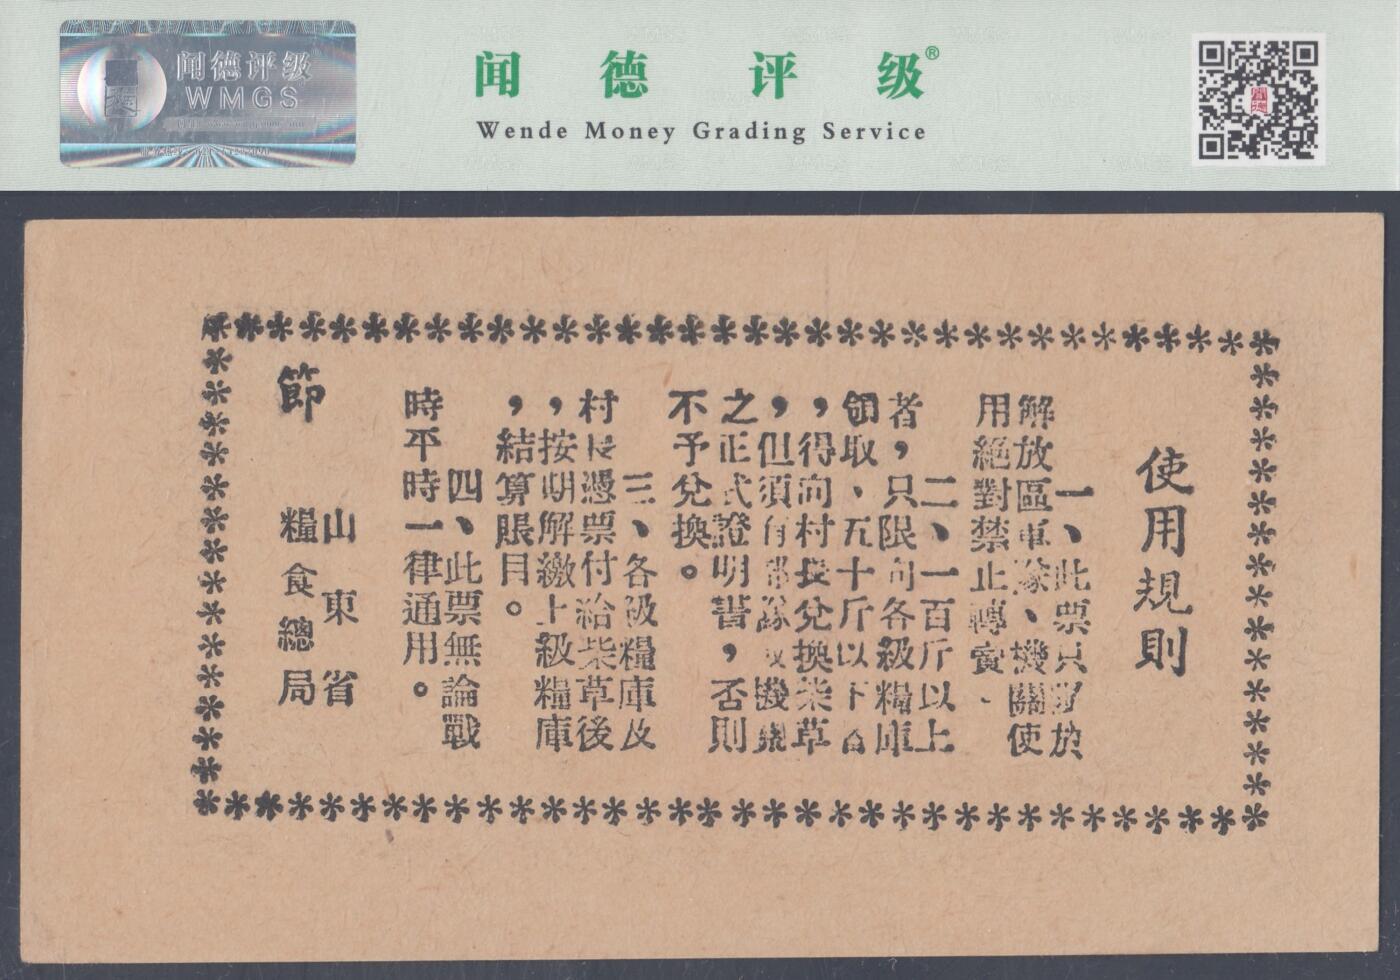 闻德评级
WMGS
闻德评级®
Wende Money Grading Service
使用規則
一、此票只 於
解放區軍隊、機關使
用絕對禁止轉賣、
二、一百斤以上
者，只限向各級糧庫
領取、五十斤以下者
，得向村長兌換柴草
，但須有部隊或機關
之正式證明書，否則
不予兌換。
三、各級糧庫及
村長憑票付給柴草後
，按期解繳上級糧庫
，結算賬目。
四、此票無論戰
時平時一律通用。
山東省
糧食總局
節